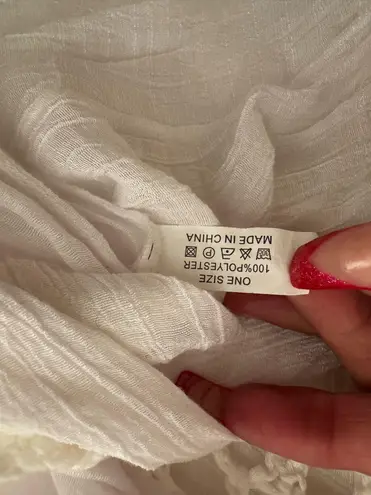 ONE SIZE
100%POLYESTER
P
MADE IN CHINA